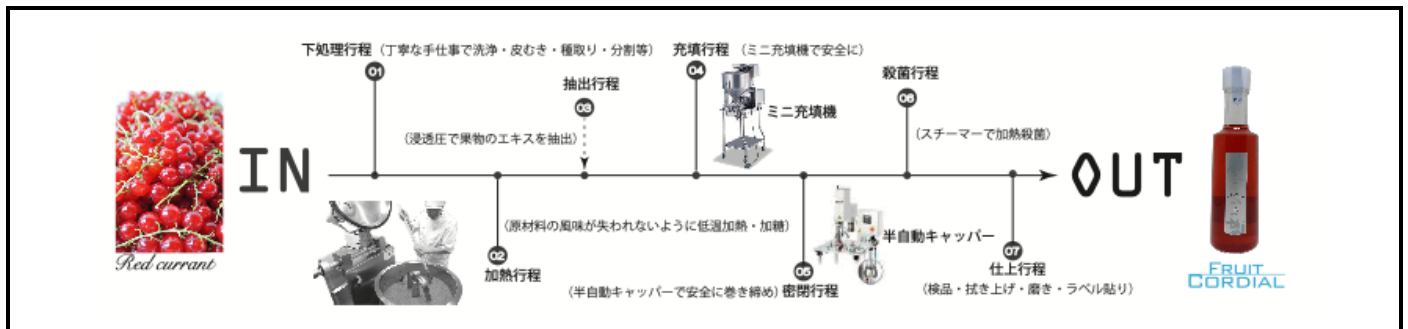 下処理行程（丁寧な手仕事で洗浄・皮むき・種取り・分割等）
01
充填行程（ミニ充填機で安全に）
04
ミニ充填機
抽出行程
03
（浸透圧で果物のエキスを抽出）
殺菌行程
06
（スチーマーで加熱殺菌）
IN
OUT
Red currant
（原材料の風味が失われないように低温加熱・加糖）
02
加熱行程
半自動キャッパー
05
（半自動キャッパーで安全に巻き締め）密閉行程
07
仕上行程
（検品・拭き上げ・磨き・ラベル貼り）
FRUIT
CORDIAL